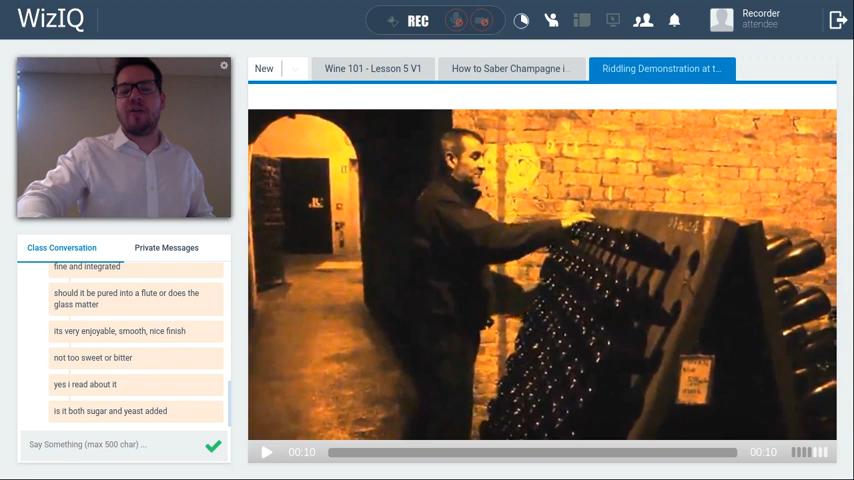 WizIQ
REC
Recorder
attendee
New
Wine 101 - Lesson 5 V1
How to Saber Champagne i...
Riddling Demonstration at t...
Class Conversation
Private Messages
fine and integrated
should it be pured into a flute or does the
glass matter
its very enjoyable, smooth, nice finish
not too sweet or bitter
yes i read about it
is it both sugar and yeast added
Say Something (max 500 char) ...
00:10
00:10